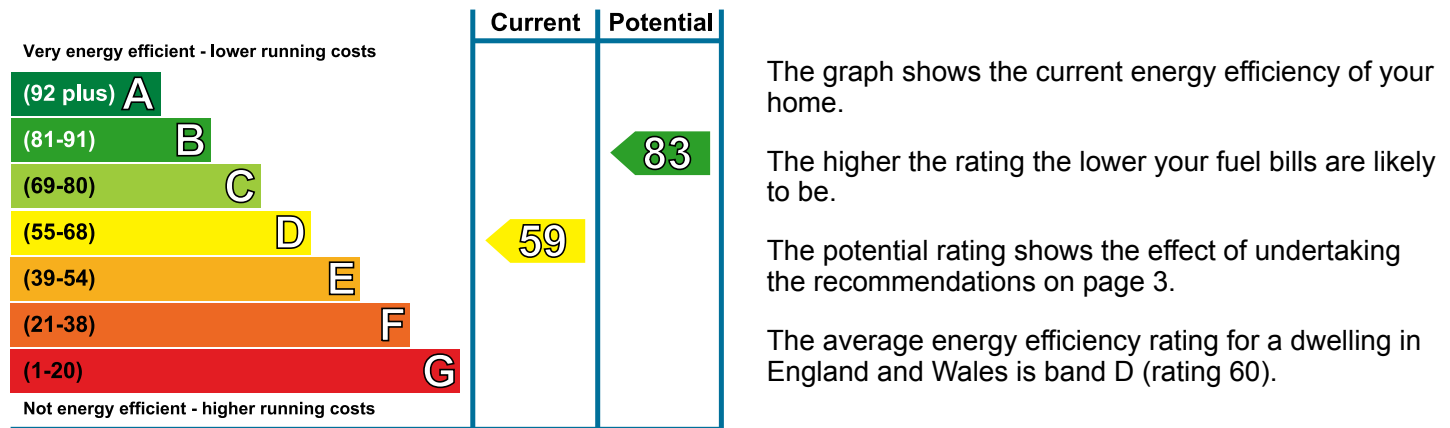 Current Potential
Very energy efficient - lower running costs
(92 plus) A
(81-91) B
83
(69-80) C
(55-68) D
59
(39-54) E
(21-38) F
(1-20) G
Not energy efficient - higher running costs
The graph shows the current energy efficiency of your
home.
The higher the rating the lower your fuel bills are likely
to be.
The potential rating shows the effect of undertaking
the recommendations on page 3.
The average energy efficiency rating for a dwelling in
England and Wales is band D (rating 60).